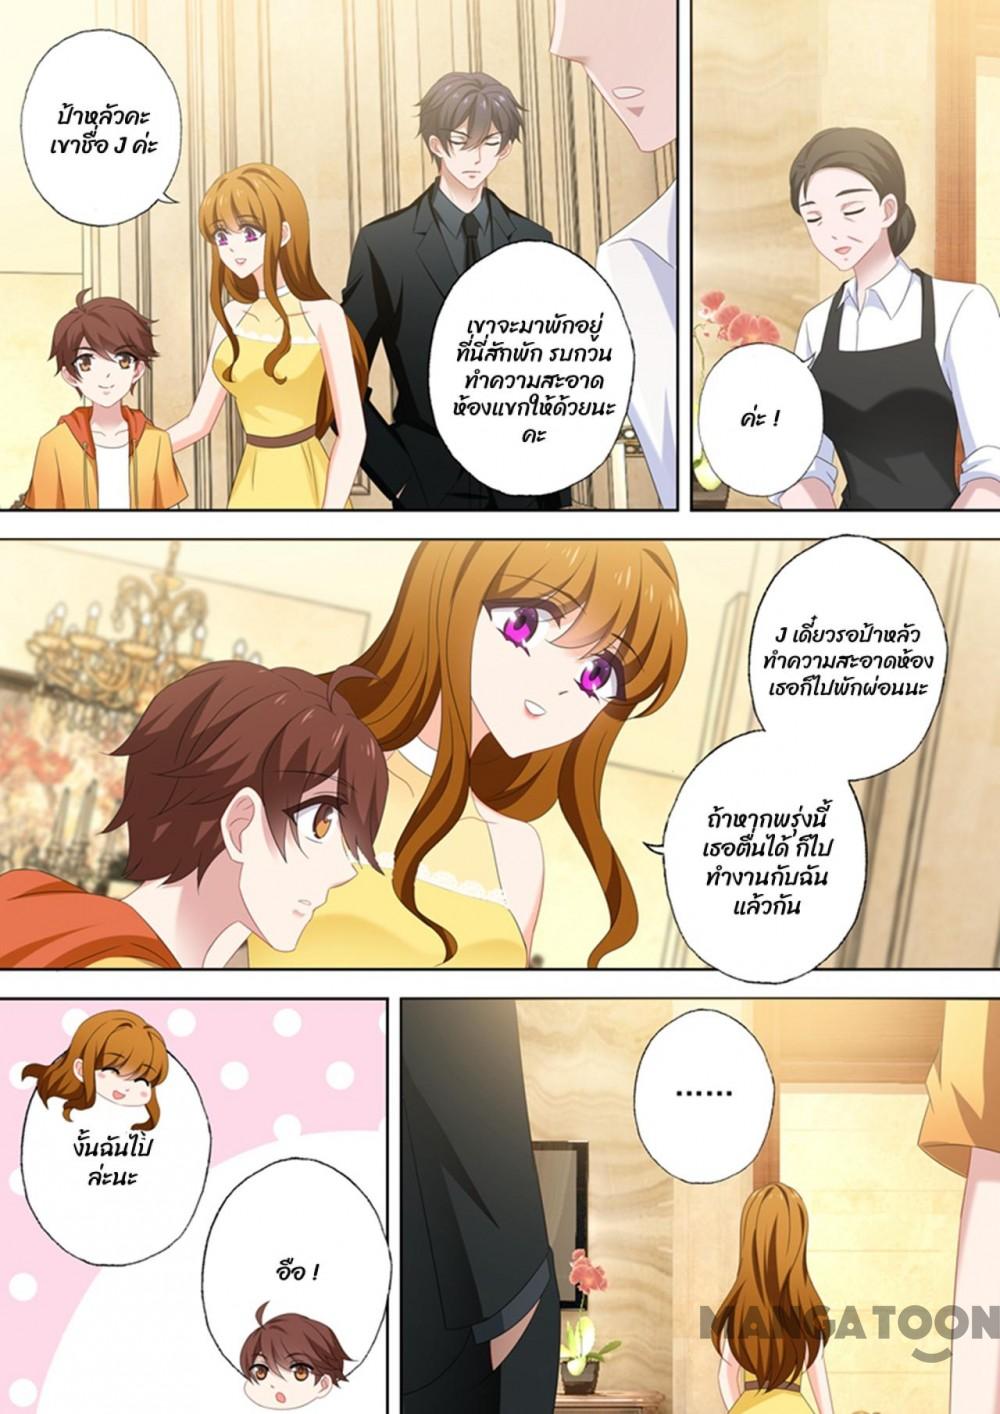 ป้าหลัวคะ
เขาชื่อ J ค่ะ
เขาจะมาพักอยู่
ที่นี่สักพัก รบกวน
ทำความสะอาด
ห้องแขกให้ด้วยนะ
คะ
ค่ะ !
J เดี๋ยวรอป้าหลัว
ทำความสะอาดห้อง
เธอก็ไปพักผ่อนนะ
ถ้าหากพรุ่งนี้
เธอตื่นได้ ก็ไป
ทำงานกับฉัน
แล้วกัน
งั้นฉันไป
ล่ะนะ
อือ !
......
MANGATOON